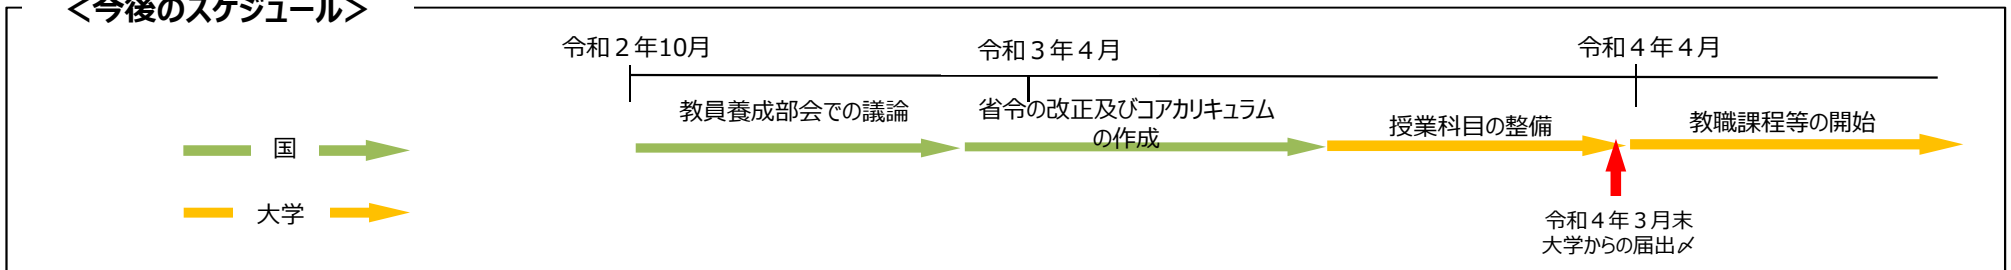 ＜今後のスケジュール＞
令和２年10月
令和３年４月
令和４年４月
教員養成部会での議論
省令の改正及びコアカリキュラム
の作成
授業科目の整備
教職課程等の開始
国
大学
令和４年３月末
大学からの届出〆